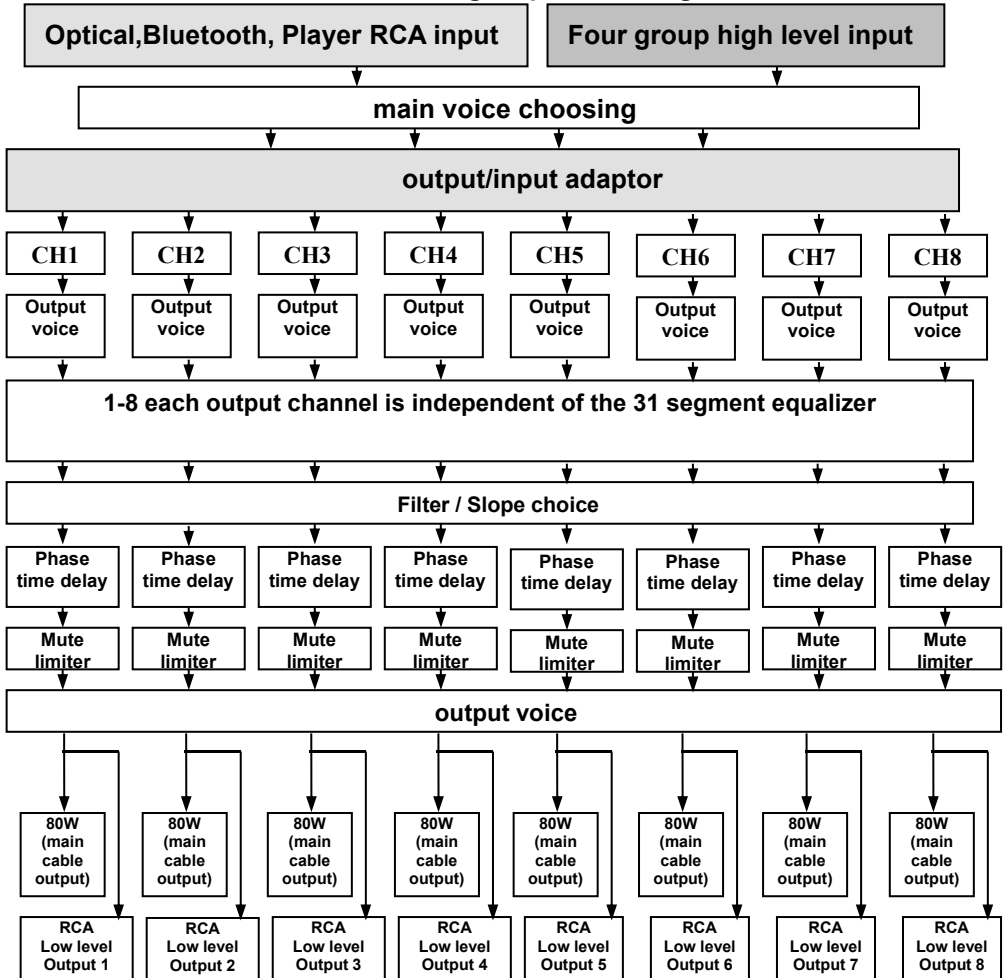 Optical,Bluetooth, Player RCA input
Four group high level input
main voice choosing
output/input adaptor
CH1 CH2 CH3 CH4 CH5 CH6 CH7 CH8
Output Output Output Output Output Output Output Output
voice voice voice voice voice voice voice voice
1-8 each output channel is independent of the 31 segment equalizer
Filter / Slope choice
Phase Phase Phase Phase Phase Phase Phase Phase
time delay time delay time delay time delay time delay time delay time delay time delay
Mute Mute Mute Mute Mute Mute Mute Mute
limiter limiter limiter limiter limiter limiter limiter limiter
output voice
80W 80W 80W 80W 80W 80W 80W 80W
(main (main (main (main (main (main (main (main
cable cable cable cable cable cable cable cable
output) output) output) output) output) output) output) output)
RCA RCA RCA RCA RCA RCA RCA RCA
Low level Low level Low level Low level Low level Low level Low level Low level
Output 1 Output 2 Output 3 Output 4 Output 5 Output 6 Output 7 Output 8